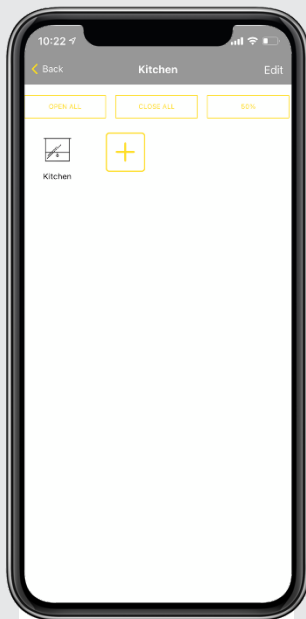 10:22
Back
Kitchen
Edit
OPEN ALL
CLOSE ALL
50%
Kitchen